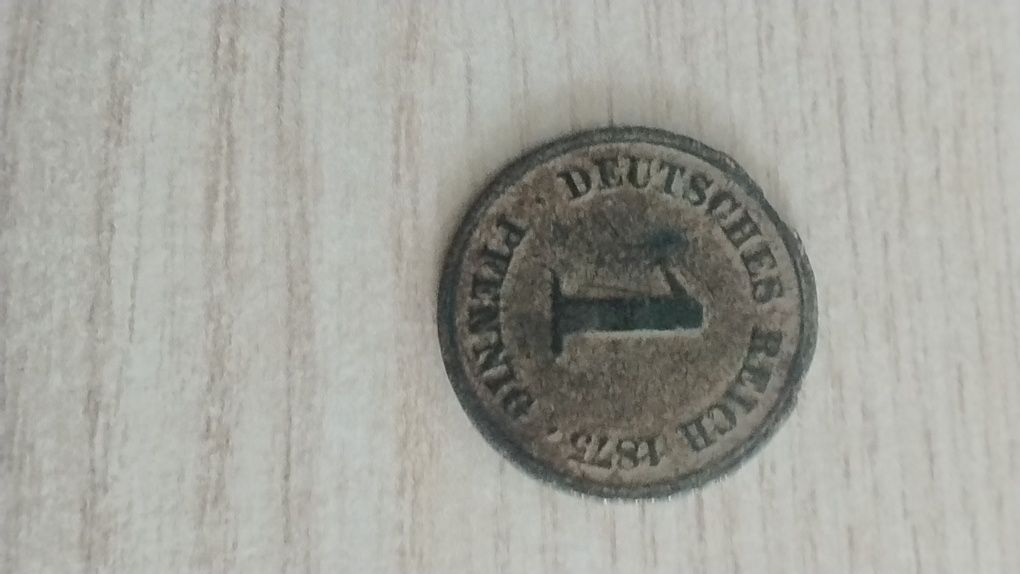 DEUTSCHES REICH 1875
1
PFENNIG